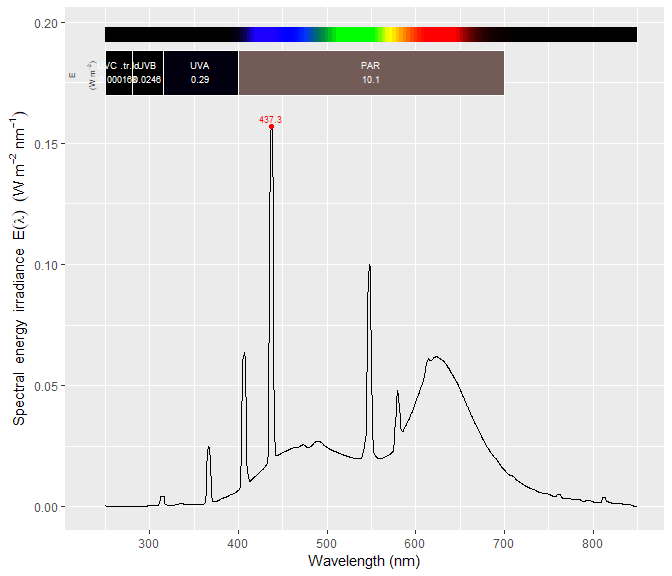 0.20
VC .tr.ld UVB UVA PAR
.000164 0.0246 0.29 10.1
E
(W m⁻²)
437.3
0.15
0.10
0.05
0.00
Spectral energy irradiance E(λ) (W m⁻² nm⁻¹)
300 400 500 600 700 800
Wavelength (nm)